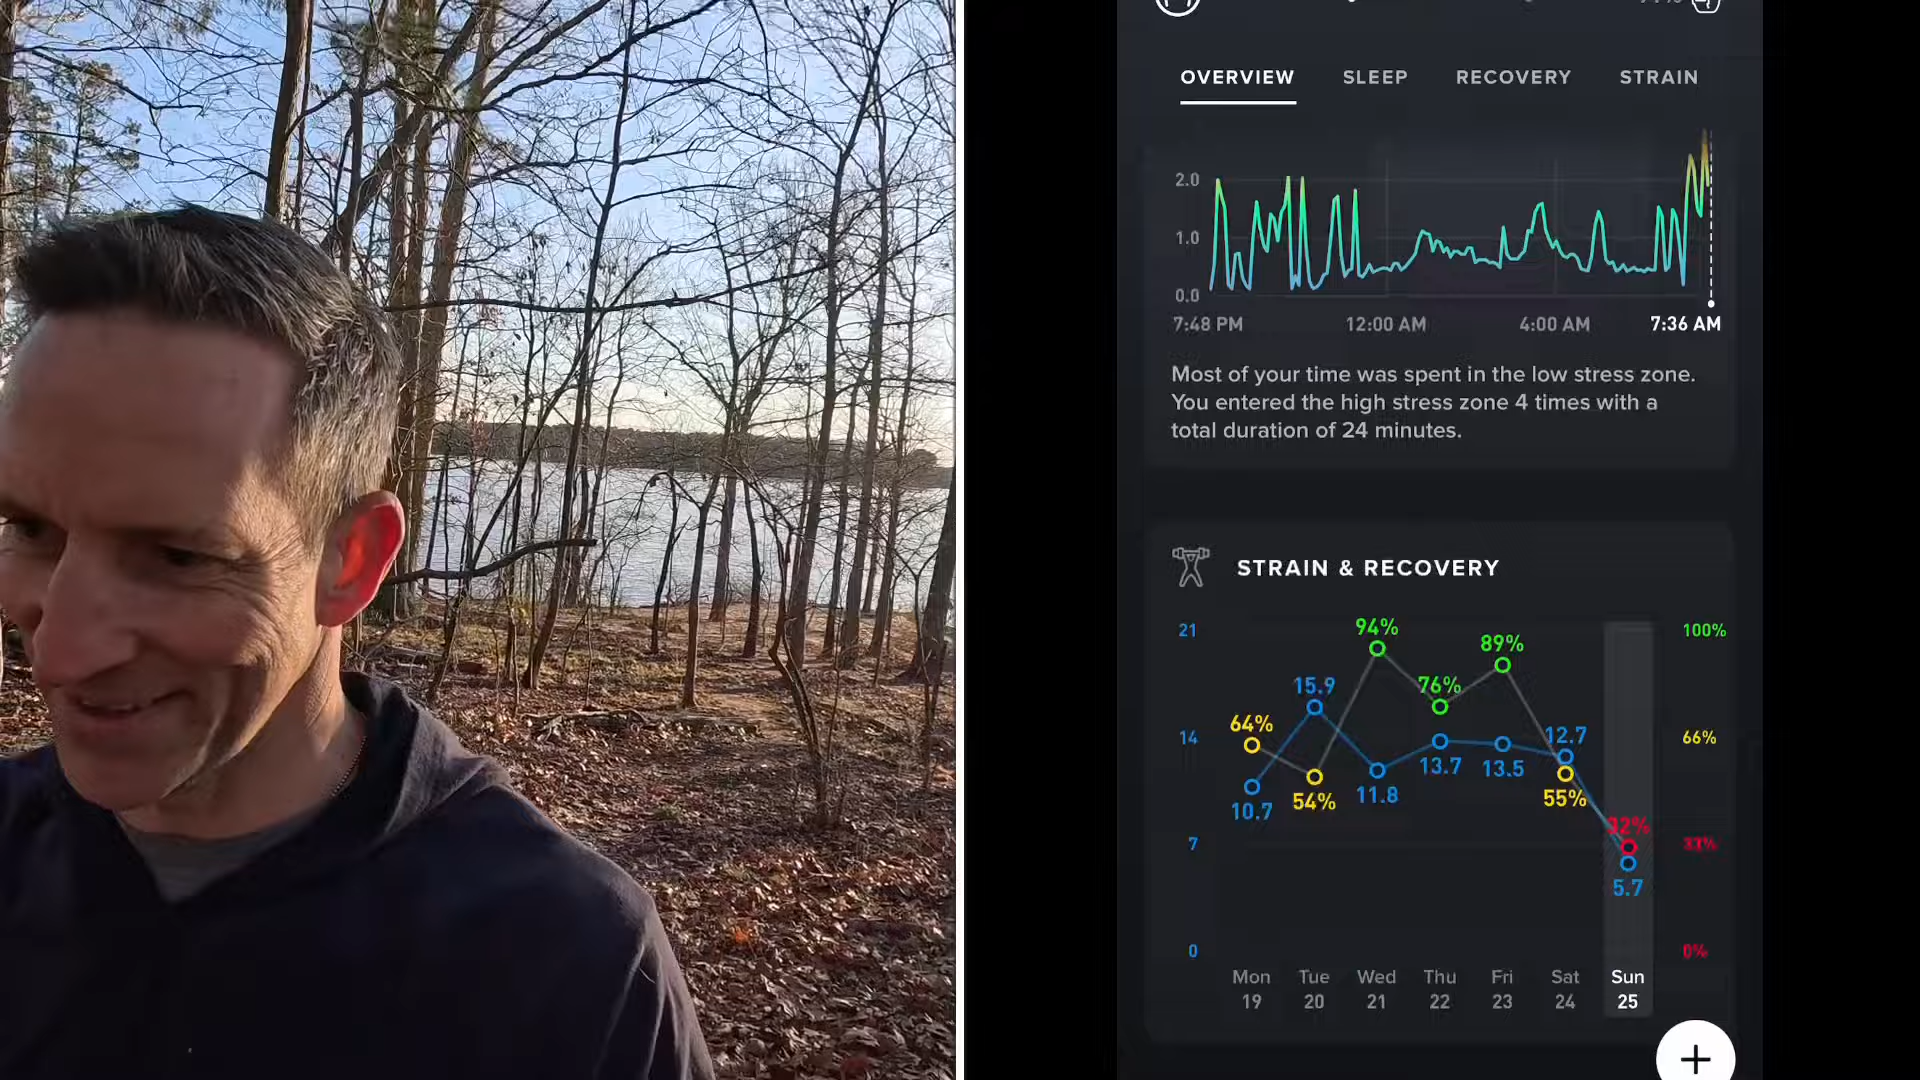 OVERVIEW SLEEP RECOVERY STRAIN
2.0
1.0
0.0
7:48 PM 12:00 AM 4:00 AM 7:36 AM
Most of your time was spent in the low stress zone.
You entered the high stress zone 4 times with a
total duration of 24 minutes.
STRAIN & RECOVERY
21 94% 89% 100%
15.9 76%
64% 14 12.7 66%
10.7 54% 11.8 13.7 13.5 55%
7 32% 33%
5.7
0 0%
Mon Tue Wed Thu Fri Sat Sun
19 20 21 22 23 24 25